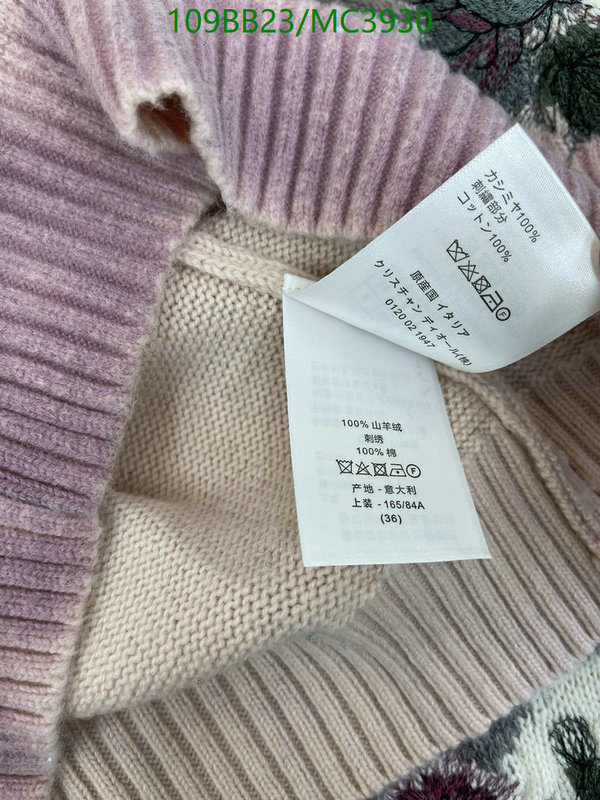 109BB23/MC3930
カシミヤ100%
刺繍部分
コットン100%
F
原産国 イタリア
クリスチャン ディオール(株)
0120 02 1947
100% 山羊绒
刺绣
100% 棉
F
产地 - 意大利
上装 - 165/84A
(36)